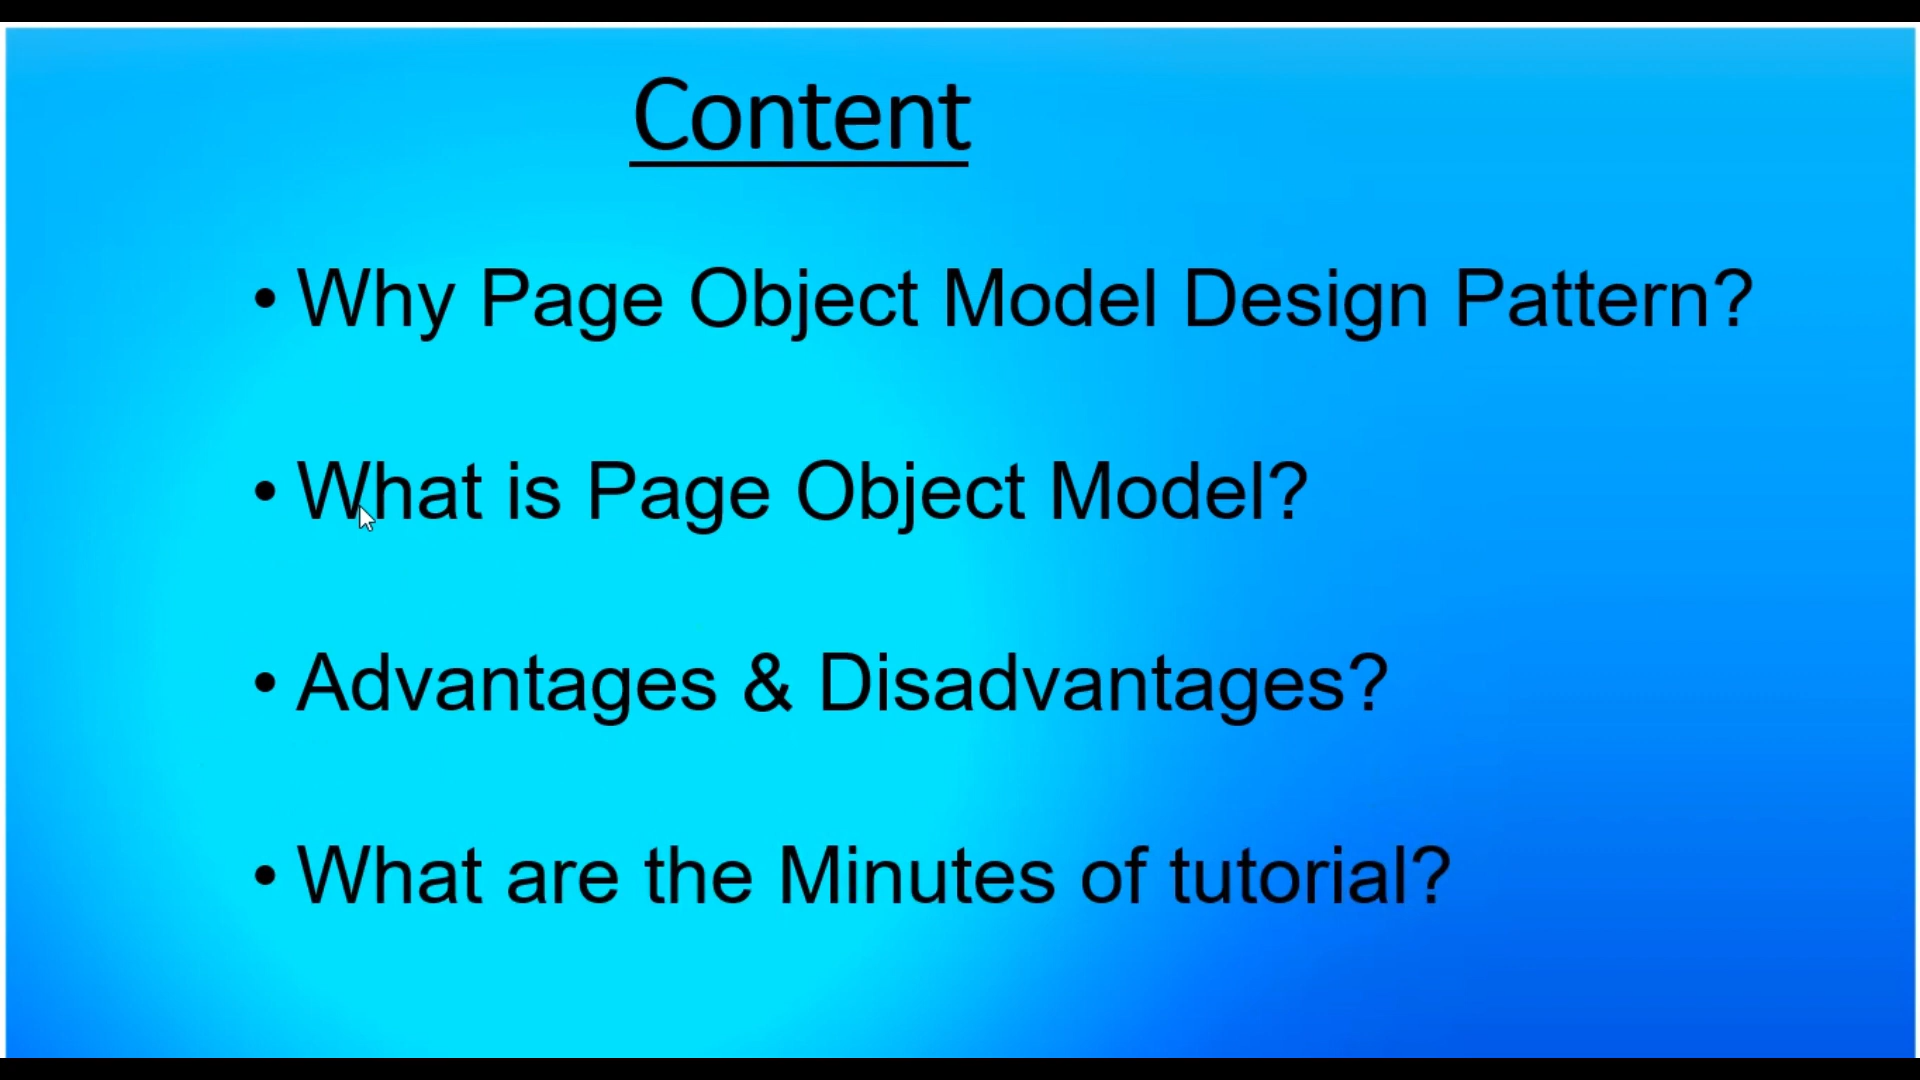 Content
• Why Page Object Model Design Pattern?
• What is Page Object Model?
• Advantages & Disadvantages?
• What are the Minutes of tutorial?